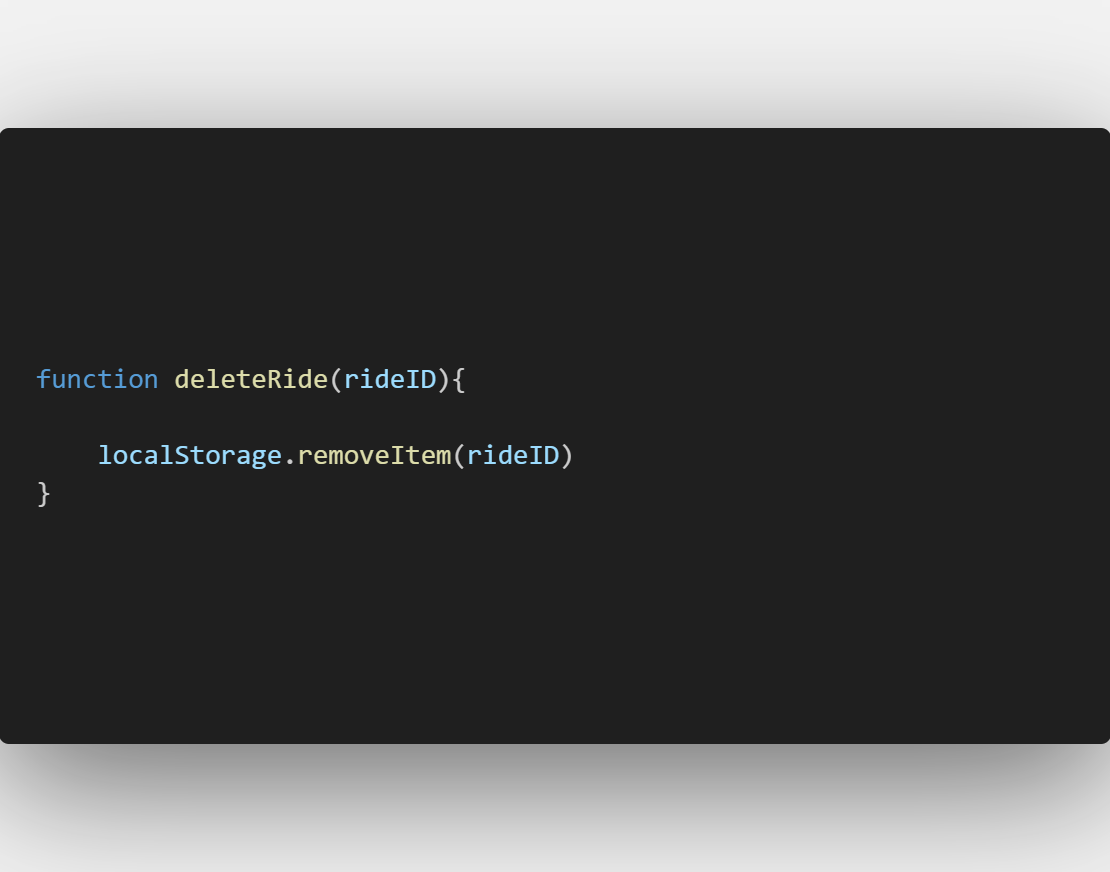 function deleteRide(rideID){
localStorage.removeItem(rideID)
}